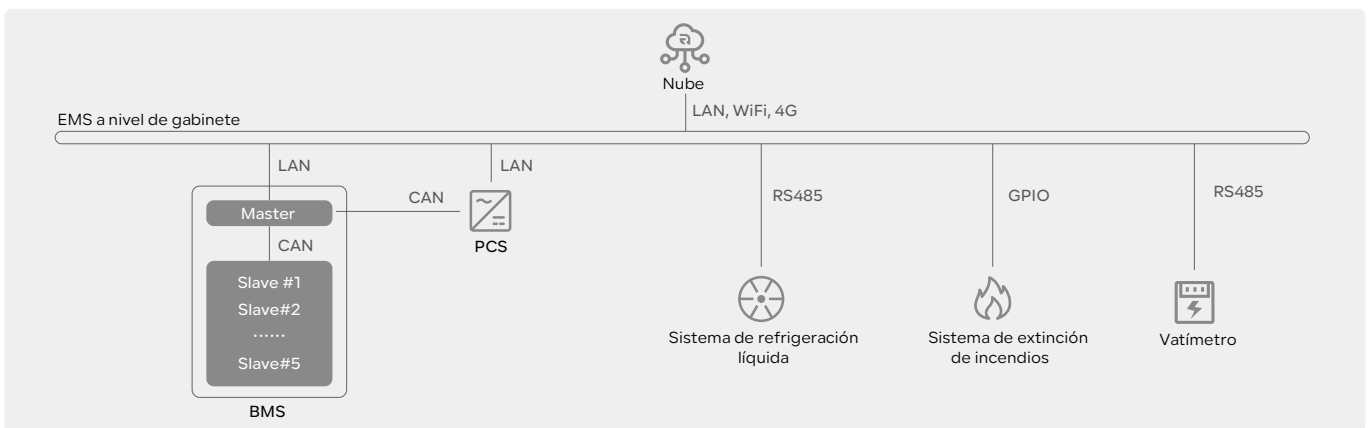 Nube
LAN, WiFi, 4G
EMS a nivel de gabinete
LAN
LAN
RS485
GPIO
RS485
Master
CAN
PCS
CAN
Slave #1
Slave#2
......
Slave#5
BMS
Sistema de refrigeración
líquida
Sistema de extinción
de incendios
Vatímetro